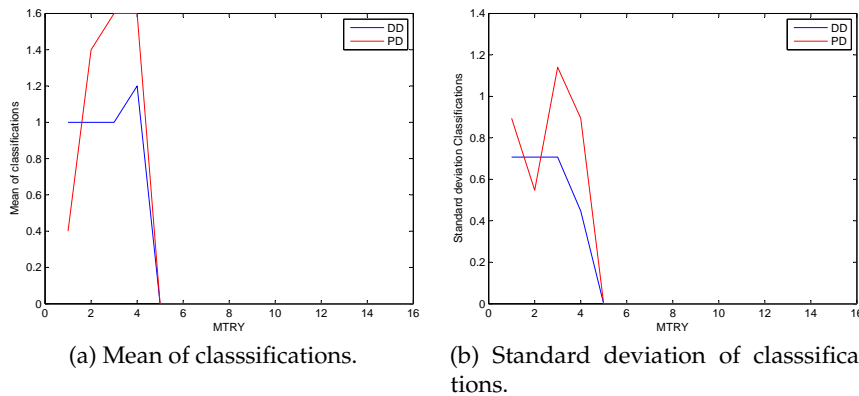 1.6
1.4
1.2
1
0.8
0.6
0.4
0.2
0
Mean of classifications
0 2 4 6 8 10 12 14 16
MTRY
DD
PD
(a) Mean of classsifications.
1.4
1.2
1
0.8
0.6
0.4
0.2
0
Standard deviation Classifications
0 2 4 6 8 10 12 14 16
MTRY
DD
PD
(b) Standard deviation of classsifica
tions.